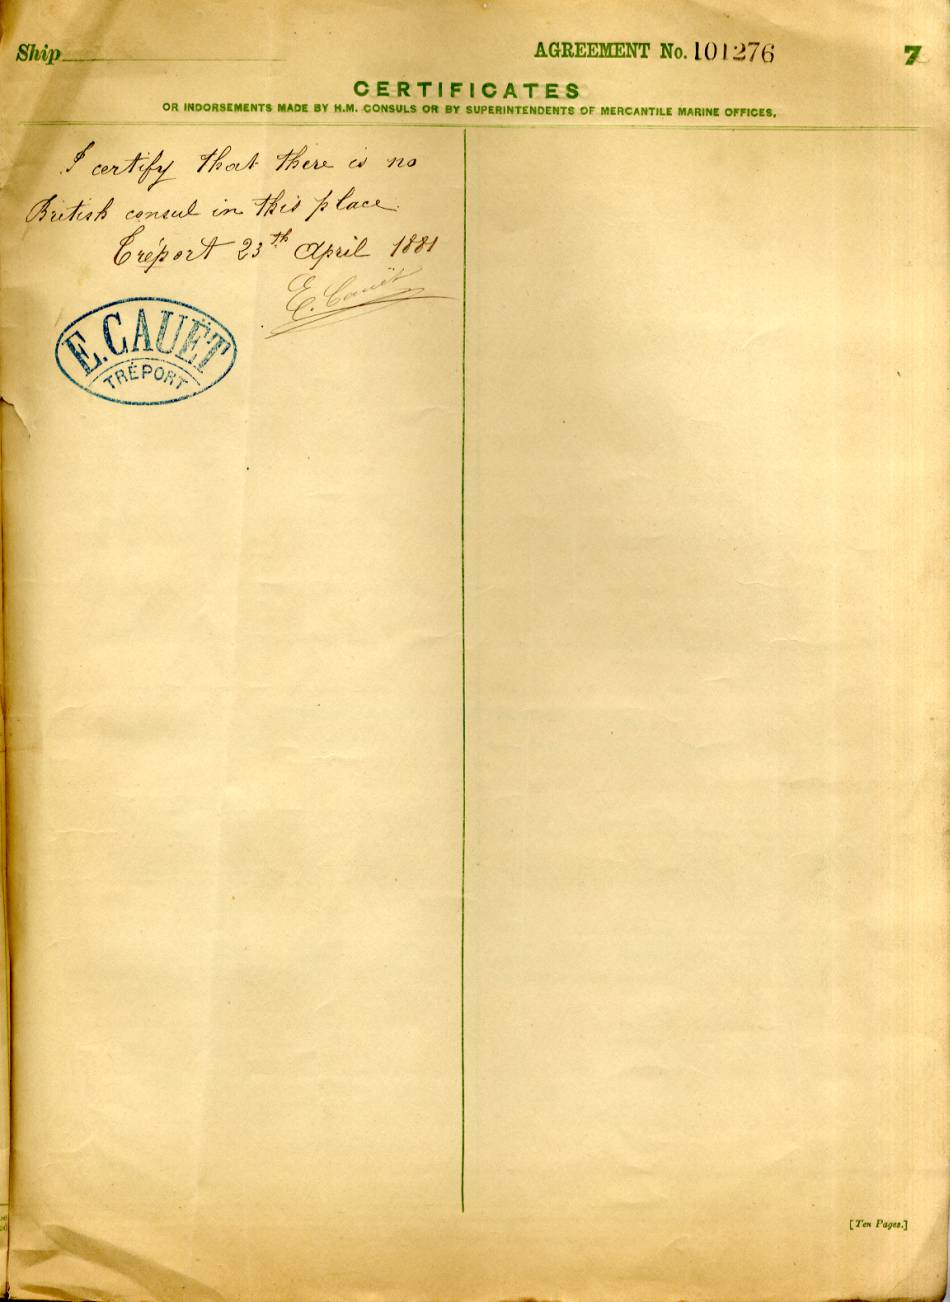 Ship
AGREEMENT No. 101276
7
CERTIFICATES
OR INDORSEMENTS MADE BY H.M. CONSULS OR BY SUPERINTENDENTS OF MERCANTILE MARINE OFFICES.
I certify that there is no
British consul in this place.
Tréport 23th April 1881
E. Cauët
E. CAUËT
TRÉPORT
[Ten Pages.]